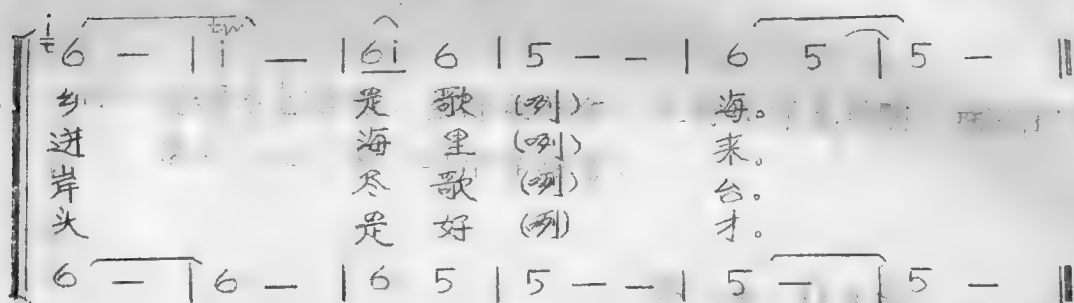 i 6 — | i — | 6i 6 | 5 — — | 6 5 | 5 — ‖
乡 是 歌 (咧) 海。
进 海 里 (咧) 来。
岸 尽 歌 (咧) 台。
头 是 好 (咧) 才。
6 — | 6 — | 6 5 | 5 — — | 5 — | 5 — ‖